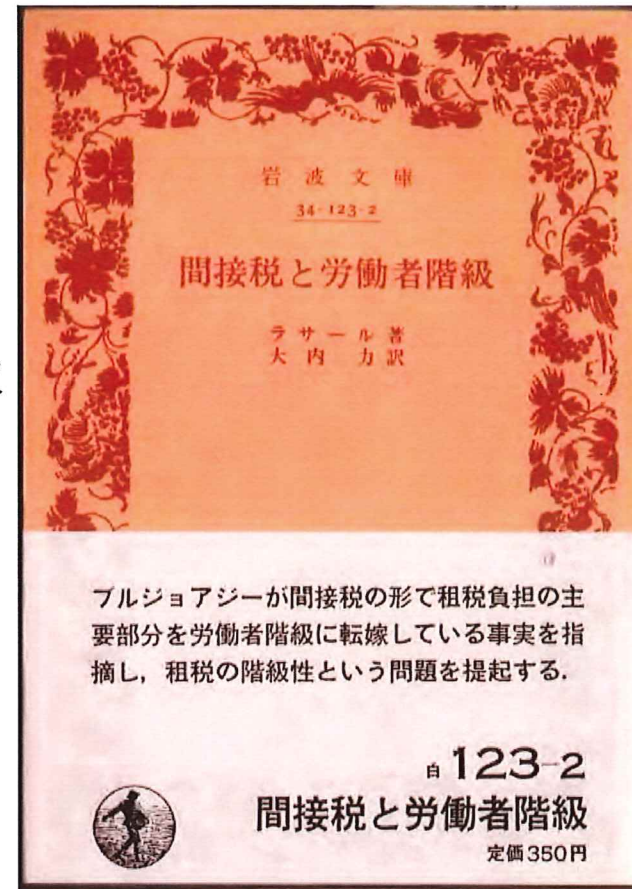 岩波文庫
34-123-2
間接税と労働者階級
ラサール著
大内力訳
ブルジョアジーが間接税の形で租税負担の主
要部分を労働者階級に転嫁している事実を指
摘し，租税の階級性という問題を提起する．
白123-2
間接税と労働者階級
定価350円